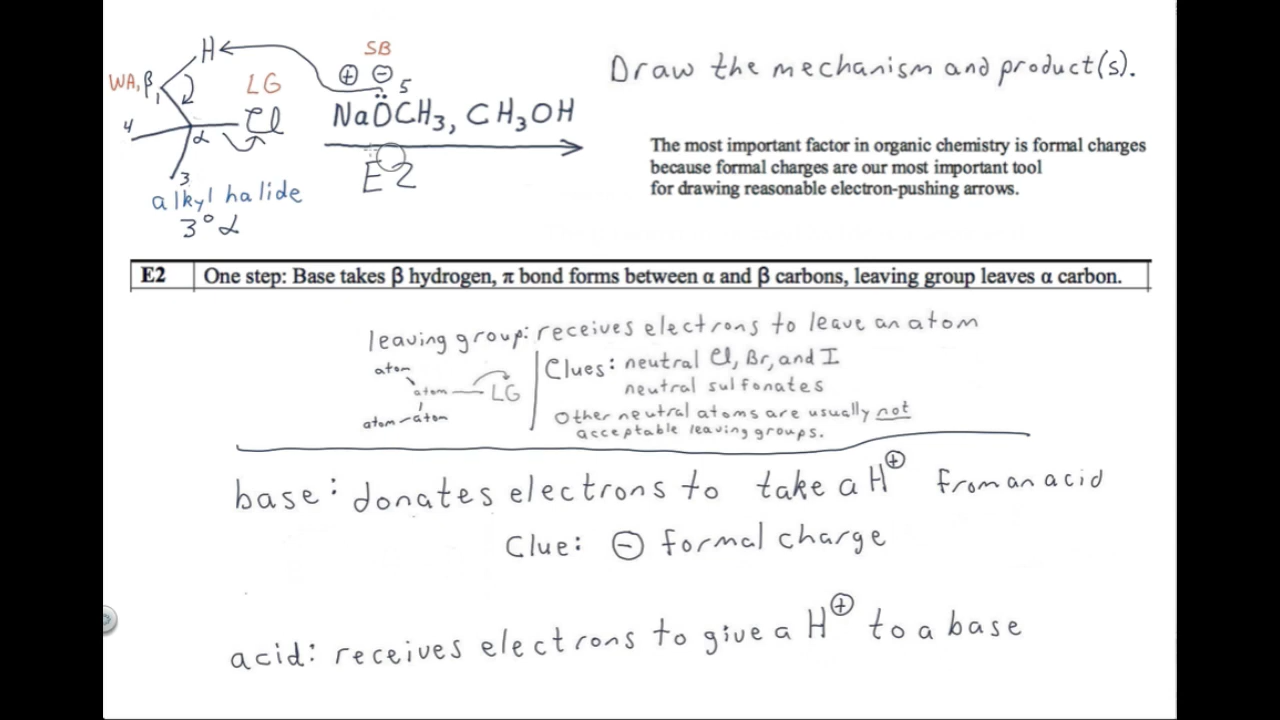 H
SB
WA, β
LG
⊕ ⊖
5
1
4
α
Cl
NaÖCH3, CH3OH
3
E2
alkyl halide
3° α
Draw the mechanism and product(s).
The most important factor in organic chemistry is formal charges
because formal charges are our most important tool
for drawing reasonable electron-pushing arrows.
E2 One step: Base takes β hydrogen, π bond forms between α and β carbons, leaving group leaves α carbon.
leaving group: receives electrons to leave an atom
atom
atom LG
atom-atom
Clues: neutral Cl, Br, and I
neutral sulfonates
Other neutral atoms are usually not
acceptable leaving groups.
base: donates electrons to take a H⊕ from an acid
Clue: ⊖ formal charge
acid: receives electrons to give a H⊕ to a base